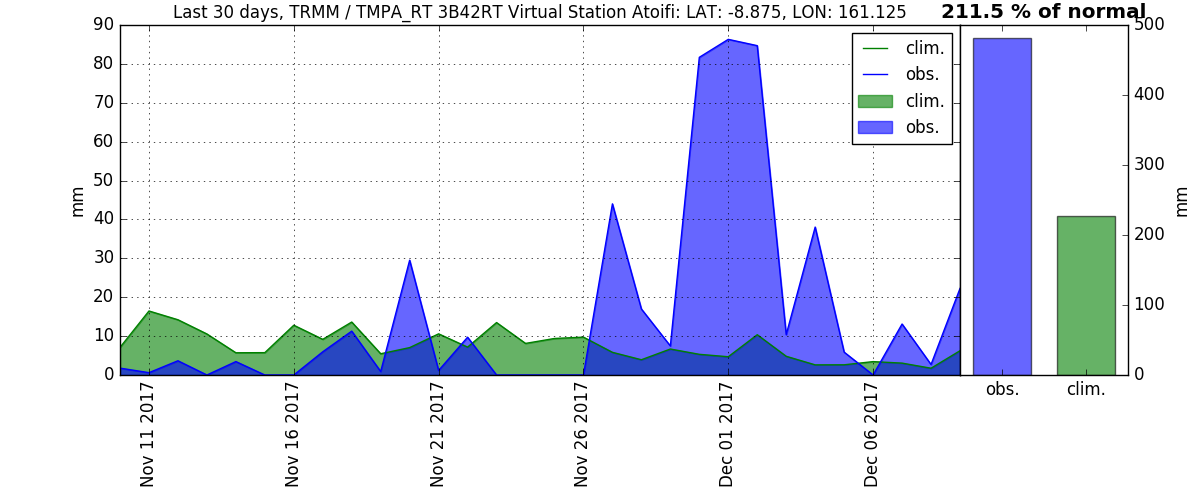 Last 30 days, TRMM / TMPA_RT 3B42RT Virtual Station Atoifi: LAT: -8.875, LON: 161.125
211.5 % of normal
90
80
70
60
50
40
30
20
10
0
mm
clim.
obs.
clim.
obs.
Nov 11 2017
Nov 16 2017
Nov 21 2017
Nov 26 2017
Dec 01 2017
Dec 06 2017
500
400
300
200
100
0
mm
obs.
clim.